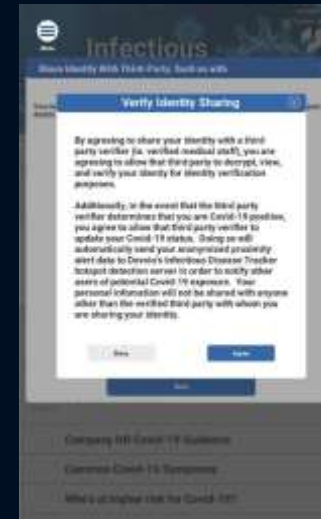 Infectious
Share Identity With Third-Party, Such as with
Verify Identity Sharing
By agreeing to share your identity with a third
party verifier (ie. verified medical staff), you are
agreeing to allow that third party to decrypt, view,
and verify your identity for identity verification
purposes.
Additionally, in the event that the third party
verifier determines that you are Covid-19 positive,
you agree to allow that third party verifier to
update your Covid-19 status. Doing so will
automatically send your anonymized proximity
alert data to Infectious Disease Tracker
hotspot detection server in order to notify other
users of potential Covid-19 exposure. Your
personal information will not be shared with anyone
other than the verified third party with whom you
are sharing your identity.
Deny
Agree
Company HR Covid-19 Guidance
Common Covid-19 Symptoms
Who's at higher risk for Covid-19?